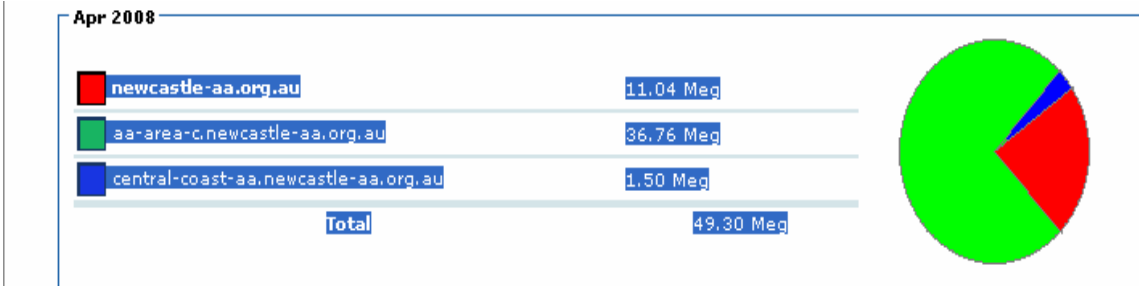 Apr 2008
newcastle-aa.org.au 11.04 Meg
aa-area-c.newcastle-aa.org.au 36.76 Meg
central-coast-aa.newcastle-aa.org.au 1.50 Meg
Total 49.30 Meg